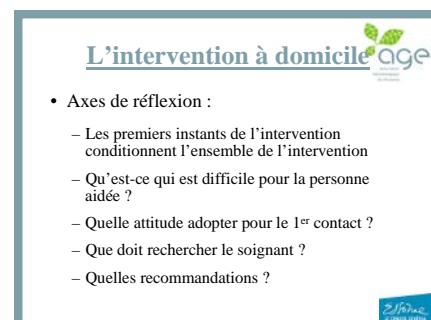 L'intervention à domicile
age
• Axes de réflexion :
– Les premiers instants de l'intervention
conditionnent l'ensemble de l'intervention
– Qu'est-ce qui est difficile pour la personne
aidée ?
– Quelle attitude adopter pour le 1er contact ?
– Que doit rechercher le soignant ?
– Quelles recommandations ?